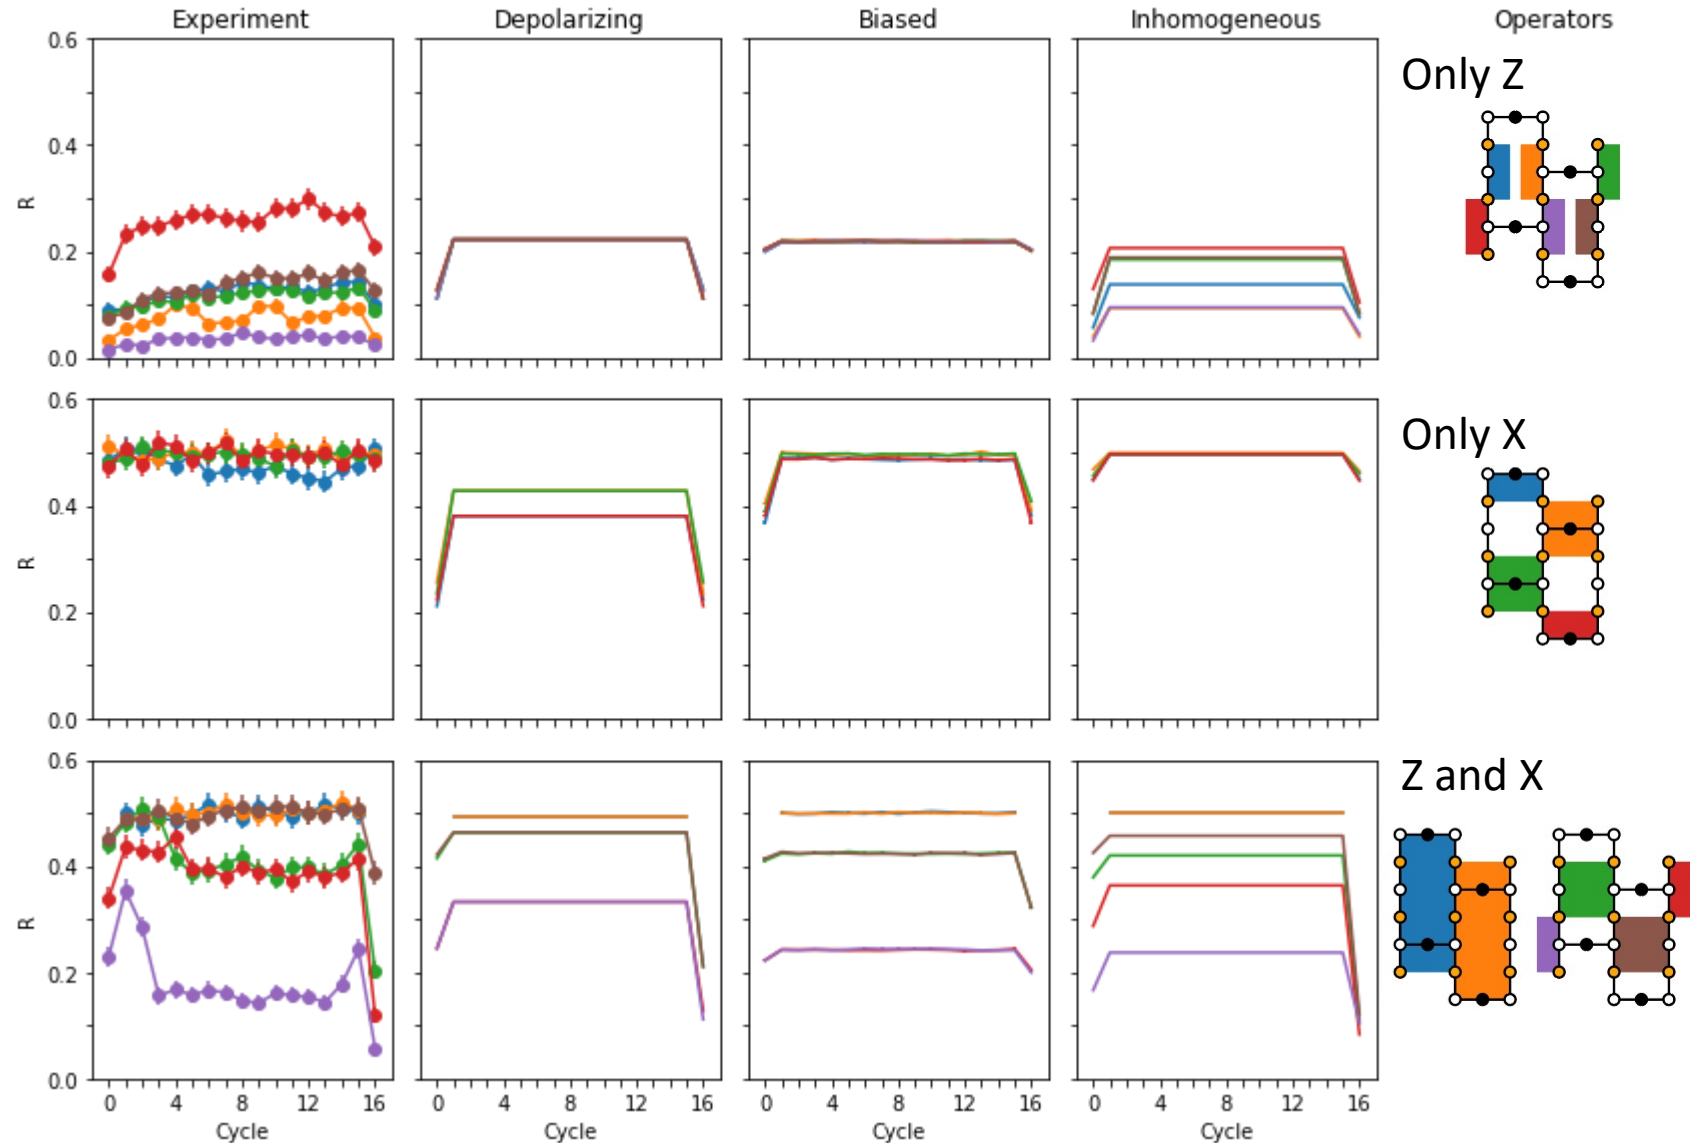 Experiment Depolarizing Biased Inhomogeneous Operators
0.6
0.4
0.2
0.0
R
Only Z
0.6
0.4
0.2
0.0
R
Only X
0.6
0.4
0.2
0.0
R
Z and X
0 4 8 12 16 0 4 8 12 16 0 4 8 12 16 0 4 8 12 16
Cycle Cycle Cycle Cycle